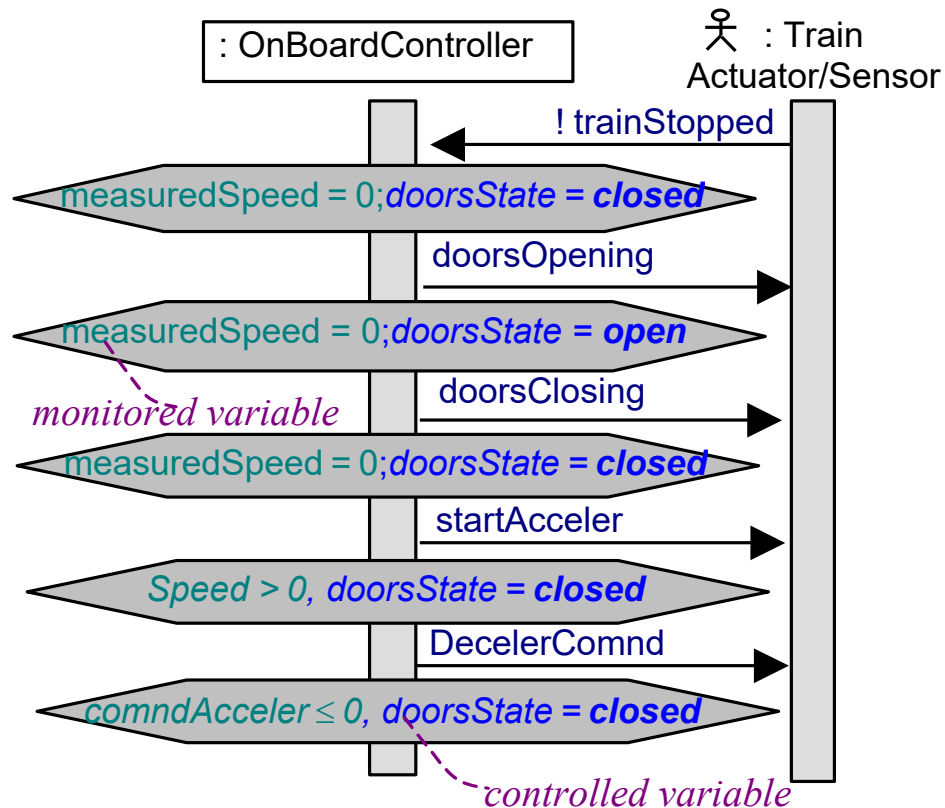 : OnBoardController
: Train
Actuator/Sensor
! trainStopped
measuredSpeed = 0;doorsState = closed
doorsOpening
measuredSpeed = 0;doorsState = open
doorsClosing
monitored variable
measuredSpeed = 0;doorsState = closed
startAcceler
Speed > 0, doorsState = closed
DecelerComnd
comndAcceler ≤ 0, doorsState = closed
controlled variable